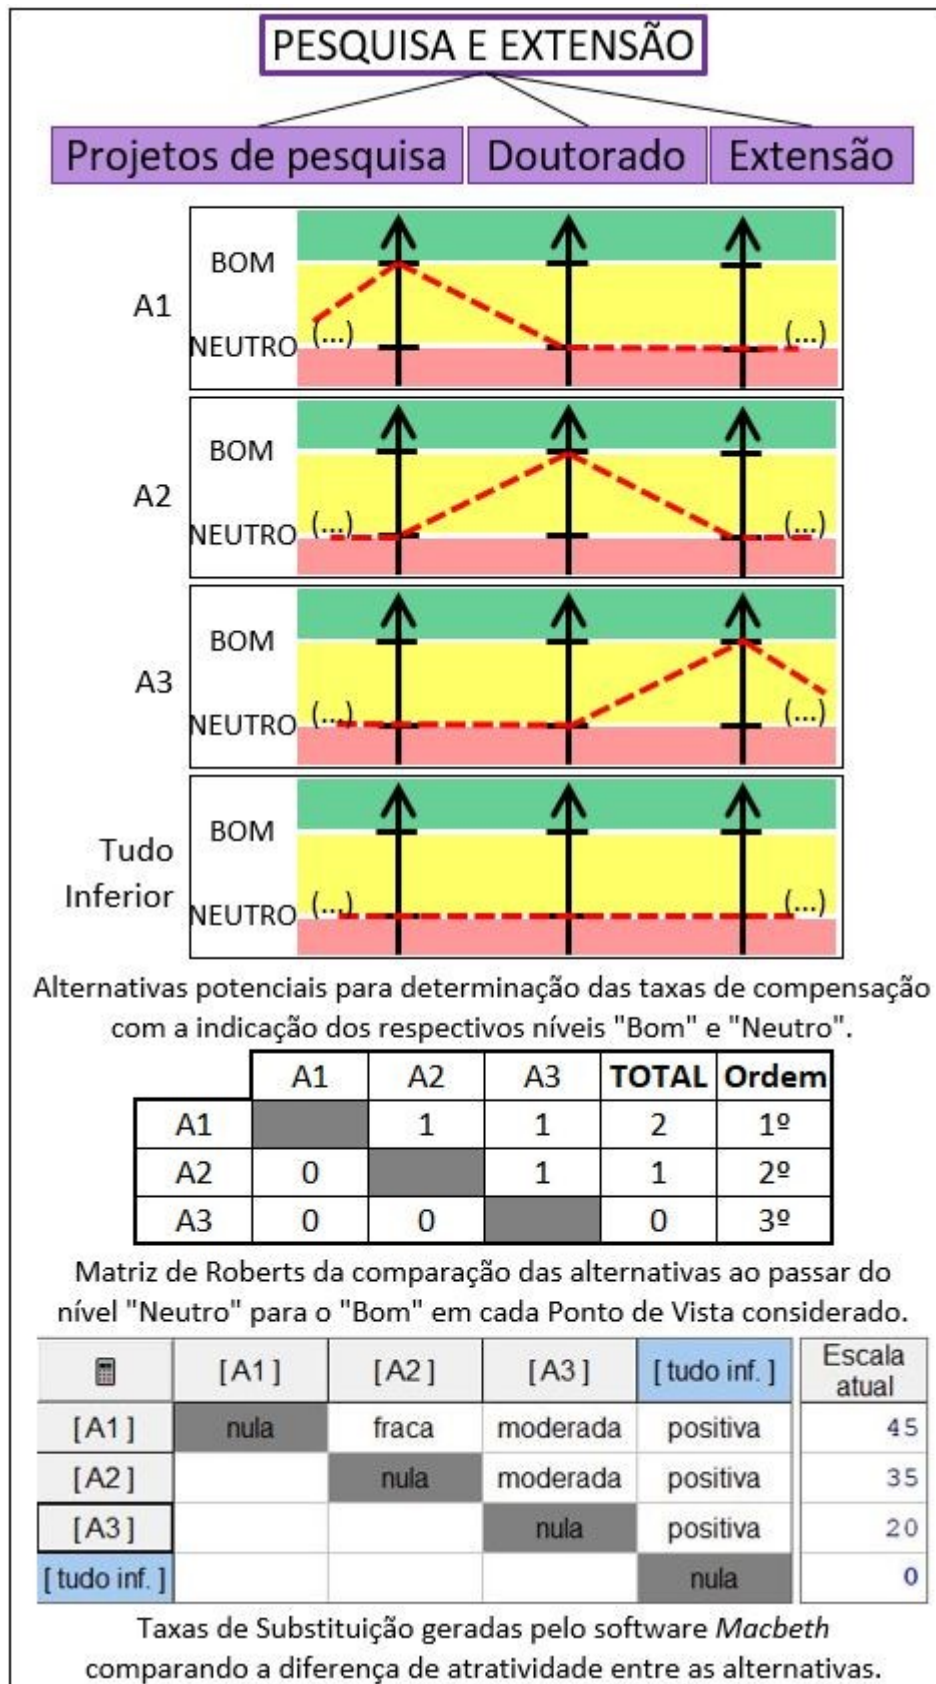 PESQUISA E EXTENSÃO
Projetos de pesquisa Doutorado Extensão
A1
BOM
NEUTRO (...) (...)
A2
BOM
NEUTRO (...) (...)
A3
BOM
NEUTRO (...) (...)
Tudo Inferior
BOM
NEUTRO (...) (...)
Alternativas potenciais para determinação das taxas de compensação
com a indicação dos respectivos níveis "Bom" e "Neutro".
A1 A2 A3 TOTAL Ordem
A1 1 1 2 1º
A2 0 1 1 2º
A3 0 0 0 3º
Matriz de Roberts da comparação das alternativas ao passar do
nível "Neutro" para o "Bom" em cada Ponto de Vista considerado.
[ A1 ] [ A2 ] [ A3 ] [ tudo inf. ] Escala atual
[ A1 ] nula fraca moderada positiva 45
[ A2 ] nula moderada positiva 35
[ A3 ] nula positiva 20
[ tudo inf. ] nula 0
Taxas de Substituição geradas pelo software Macbeth
comparando a diferença de atratividade entre as alternativas.